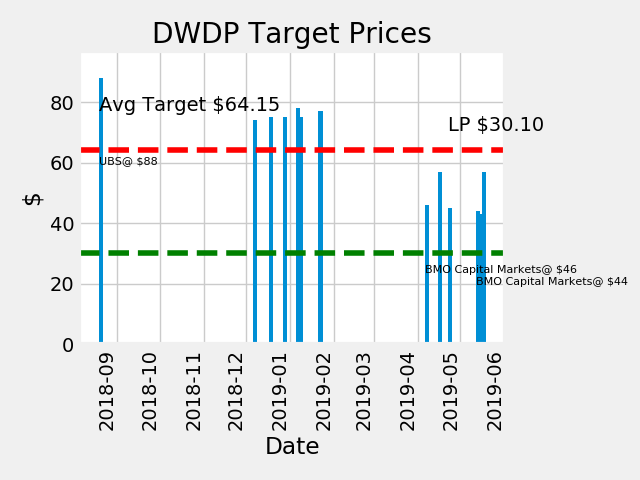 DWDP Target Prices
Avg Target $64.15
LP $30.10
UBS@ $88
BMO Capital Markets@ $46
BMO Capital Markets@ $44
$
80
60
40
20
0
2018-09
2018-10
2018-11
2018-12
2019-01
2019-02
2019-03
2019-04
2019-05
2019-06
Date